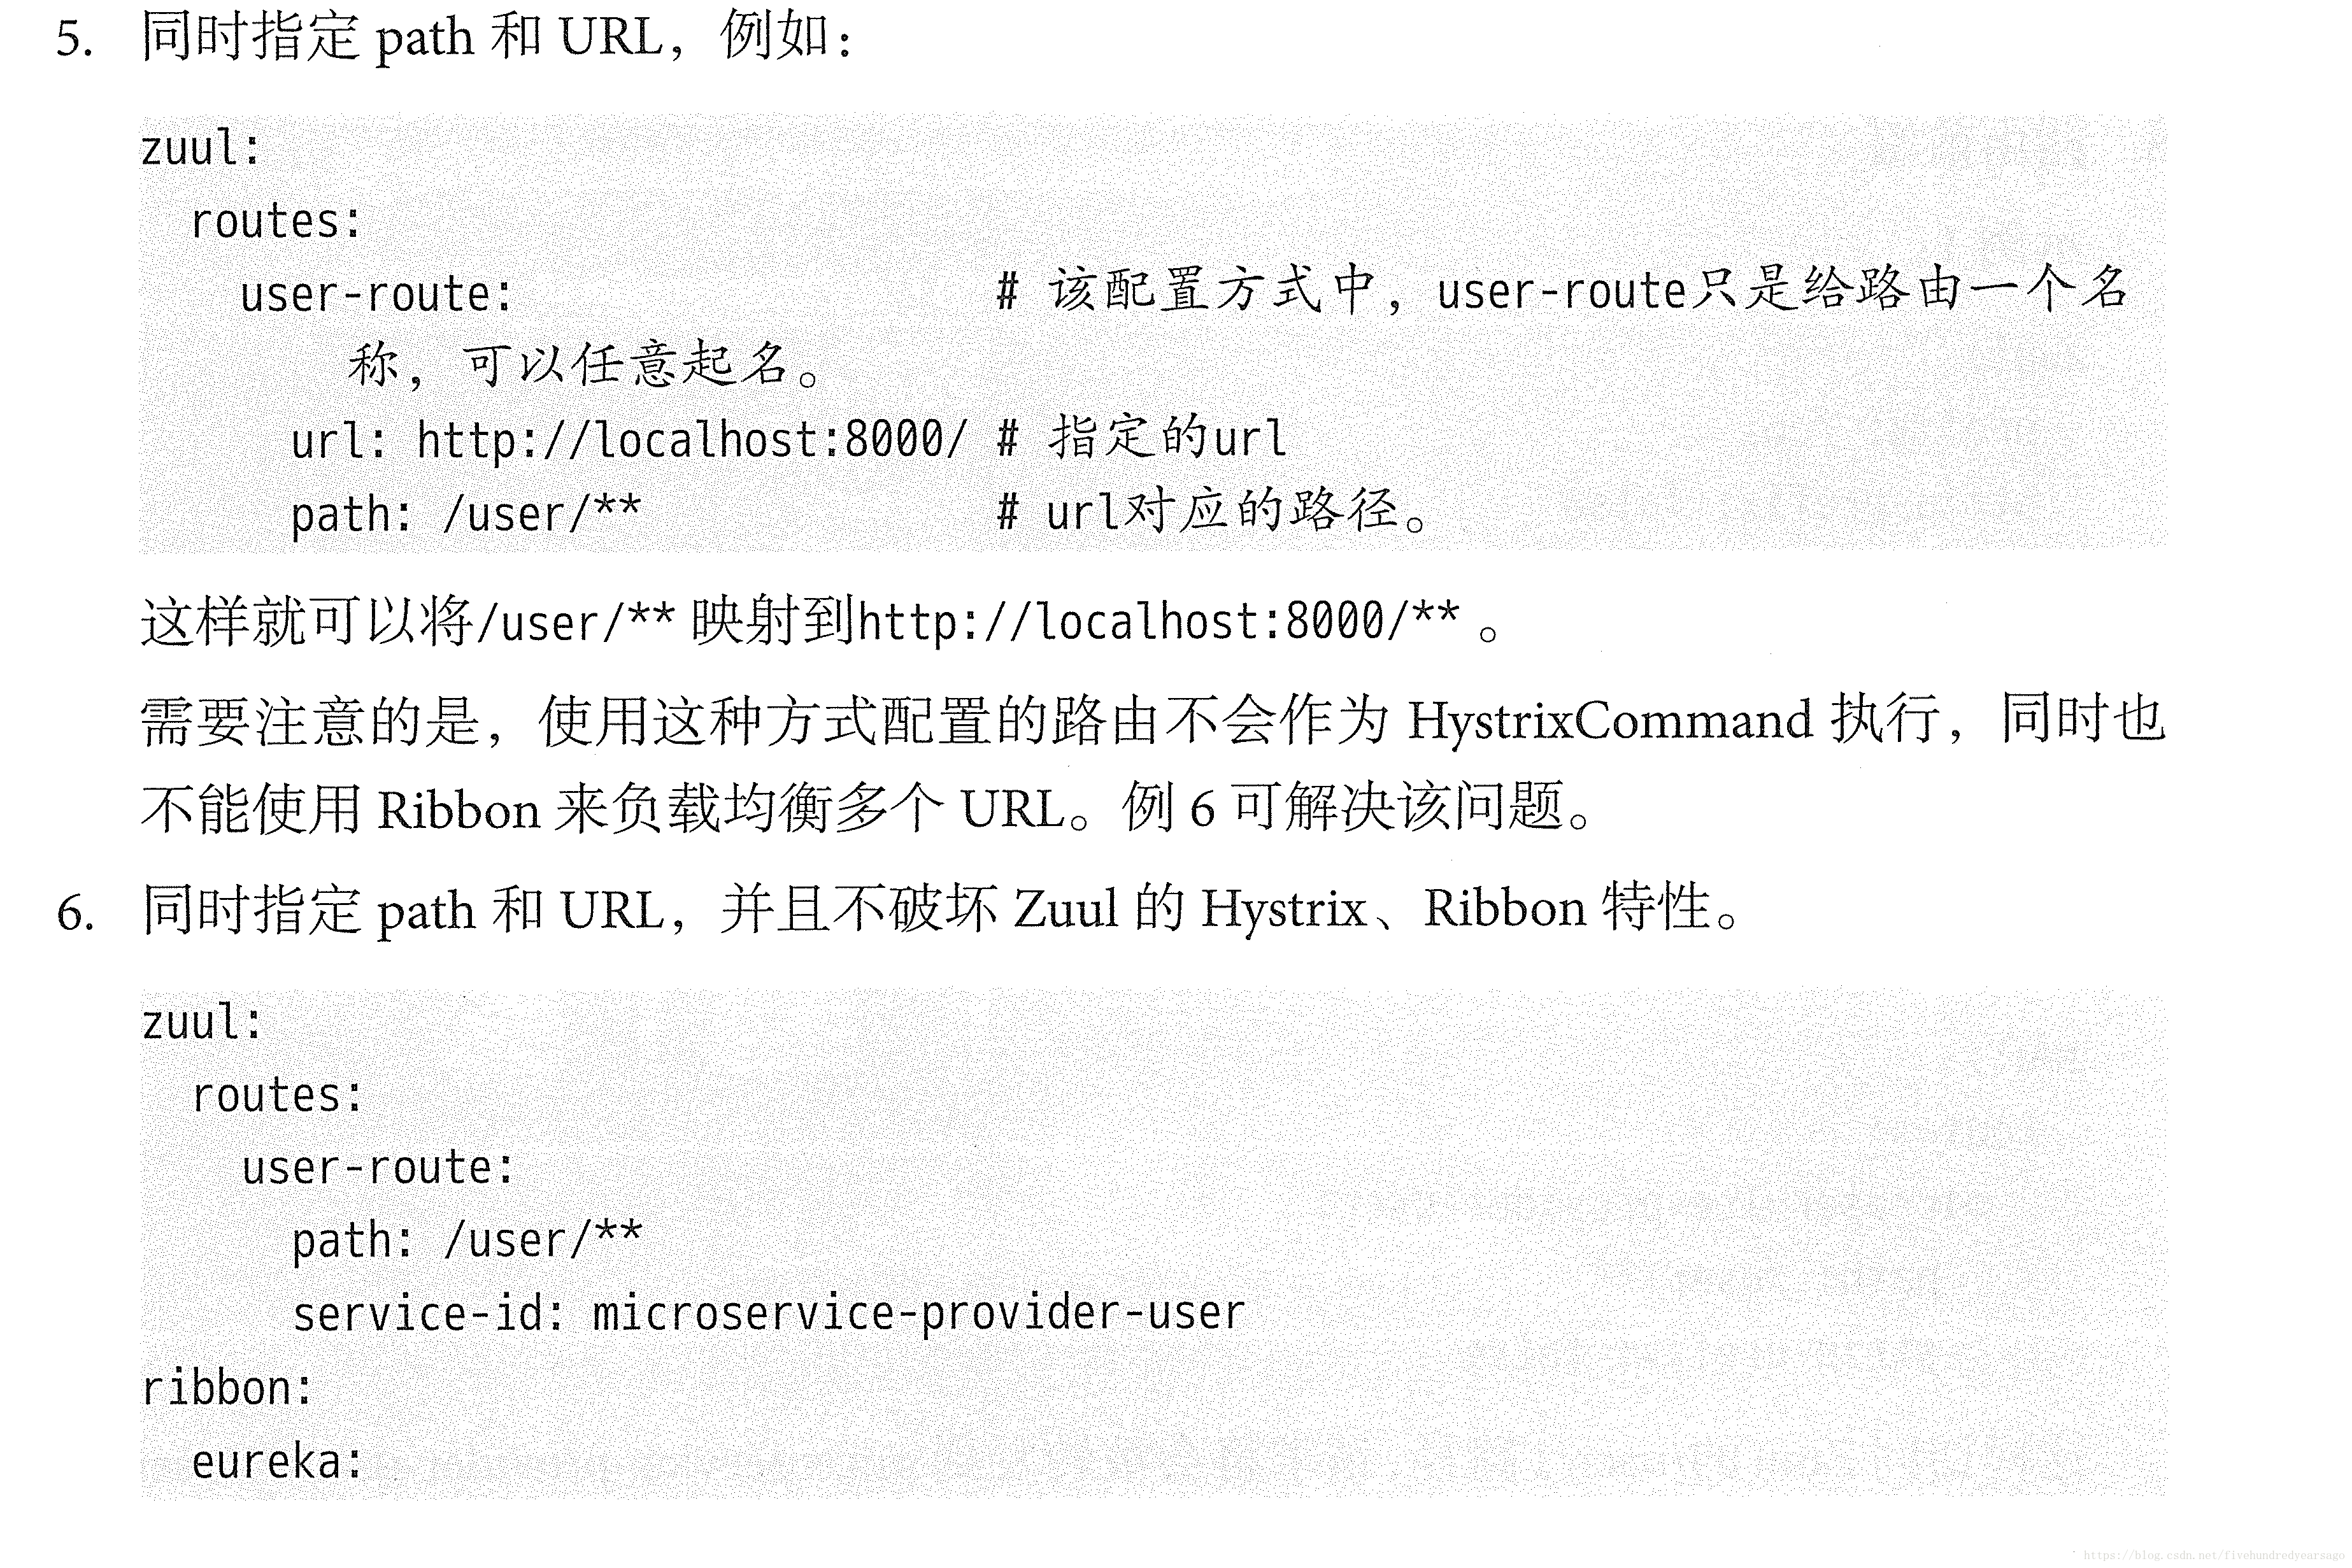 5. 同时指定 path 和 URL，例如：
zuul:
  routes:
    user-route:                   # 该配置方式中，user-route只是给路由一个名
        称，可以任意起名。
      url: http://localhost:8000/ # 指定的url
      path: /user/**              # url对应的路径。
这样就可以将/user/** 映射到http://localhost:8000/** 。
需要注意的是，使用这种方式配置的路由不会作为 HystrixCommand 执行，同时也
不能使用 Ribbon 来负载均衡多个 URL。例 6 可解决该问题。
6. 同时指定 path 和 URL，并且不破坏 Zuul 的 Hystrix、Ribbon 特性。
zuul:
  routes:
    user-route:
      path: /user/**
      service-id: microservice-provider-user
ribbon:
  eureka:
https://blog.csdn.net/fivehundredyearsago